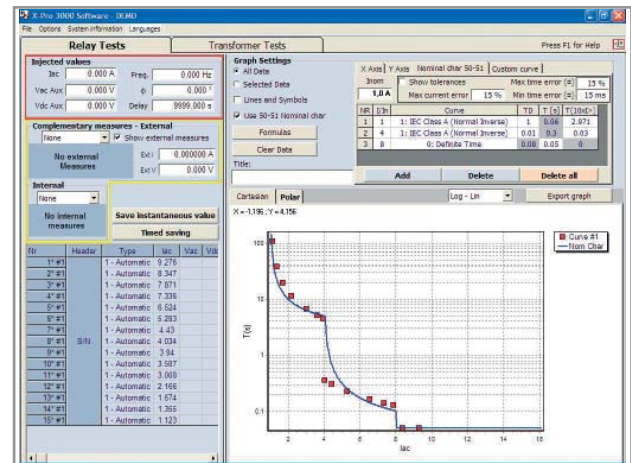 X-Pro 3000 Software - DLMD
File Options System information Languages
Relay Tests Transformer Tests Press F1 for Help
Injected values
Iac 0.000 A Freq. 0.000 Hz
Vac Aux 0.000 V ϕ 0.000 °
Vdc Aux 0.000 V Delay 9999.000 s
Complementary measures - External
None Show external measures
No external Measures
Ext I 0.000000 A
Ext V 0.000 V
Internal
None
No internal measures
Save instantaneous value
Timed saving
Nr Header Type Iac Vac Vdc
1° #1 1 - Automatic 9.276
2° #1 1 - Automatic 8.347
3° #1 1 - Automatic 7.871
4° #1 1 - Automatic 7.336
5° #1 1 - Automatic 6.524
6° #1 1 - Automatic 5.283
7° #1 1 - Automatic 4.43
8° #1 S/N 1 - Automatic 4.034
9° #1 1 - Automatic 3.94
10° #1 1 - Automatic 3.587
11° #1 1 - Automatic 3.008
12° #1 1 - Automatic 2.166
13° #1 1 - Automatic 1.674
14° #1 1 - Automatic 1.355
15° #1 1 - Automatic 1.123
Graph Settings
All Data
Selected Data
Lines and Symbols
Use 50-51 Nominal char
Formulas
Clear Data
Title:
X Axis Y Axis Nominal char 50-51 Custom curve
Inom Show tolerances Max time error (±) 15 %
1,0 A Max current error 15 % Min time error (±) 15 ms
NR I/In Curve TD T (s) T(10xI>)
1 1 1: IEC Class A (Normal Inverse) 1 0.06 2.971
2 4 1: IEC Class A (Normal Inverse) 0.01 0.3 0.03
3 8 0: Definite Time 0.08 0.05 0
Add Delete Delete all
Cartesian Polar Log - Lin Export graph
X = -1,196 ; Y = 4,156
Curve #1
Nom Char
100
10
1
0.1
T(s)
2 4 6 8 10 12 14 16
Iac